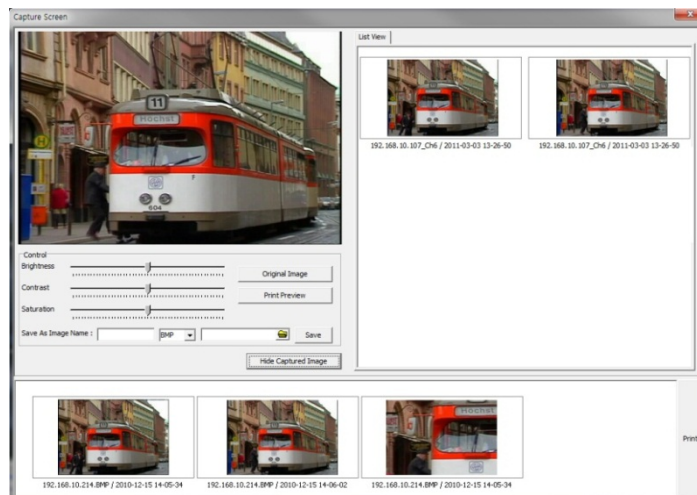 Capture Screen
11
Höchst
604
List View
192.168.10.107_Ch6 / 2011-03-03 13-26-50
192.168.10.107_Ch6 / 2011-03-03 13-26-50
Control
Brightness
Contrast
Saturation
Original Image
Print Preview
Save As Image Name :
BMP
Save
Hide Captured Image
192.168.10.214.BMP / 2010-12-15 14-05-34
192.168.10.214.BMP / 2010-12-15 14-06-02
Höchst
192.168.10.214.BMP / 2010-12-15 14-05-34
Print